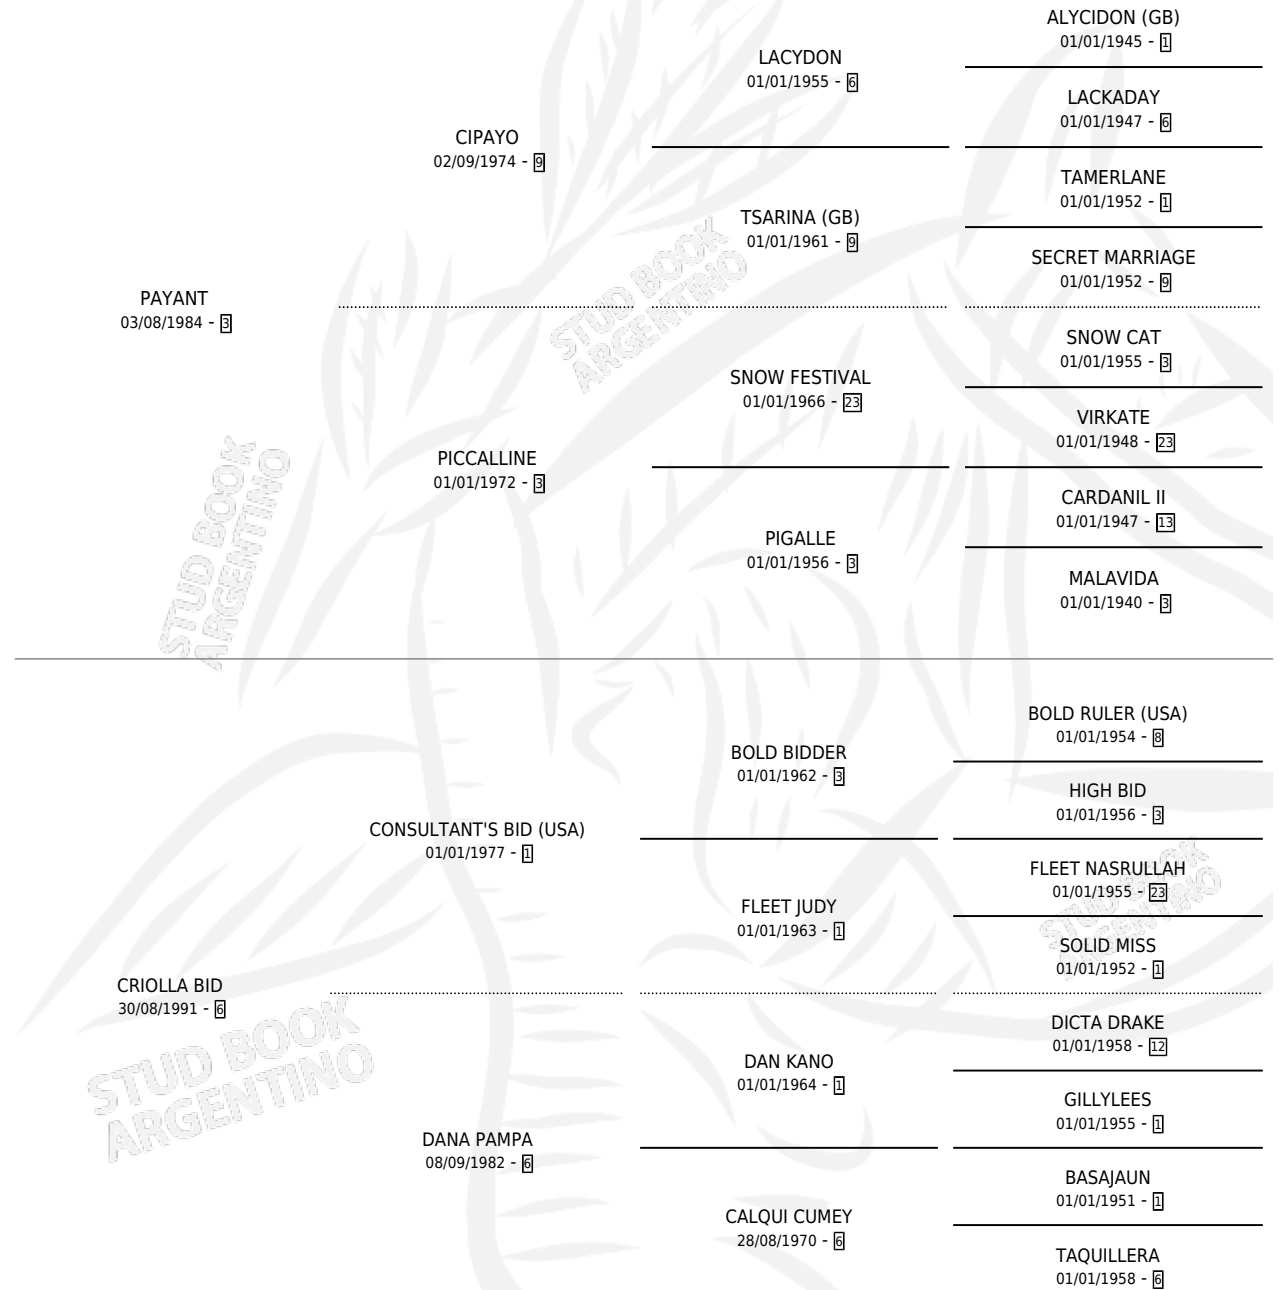 ALYCIDON (GB)
01/01/1945 - 1
LACYDON
01/01/1955 - 6
LACKADAY
01/01/1947 - 6
CIPAYO
02/09/1974 - 9
TAMERLANE
01/01/1952 - 1
TSARINA (GB)
01/01/1961 - 9
SECRET MARRIAGE
01/01/1952 - 9
PAYANT
03/08/1984 - 3
STUD BOOK
ARGENTINO
SNOW CAT
01/01/1955 - 3
SNOW FESTIVAL
01/01/1966 - 23
VIRKATE
01/01/1948 - 23
PICCALLINE
01/01/1972 - 3
CARDANIL II
01/01/1947 - 13
PIGALLE
01/01/1956 - 3
MALAVIDA
01/01/1940 - 3
STUD BOOK
ARGENTINO
BOLD RULER (USA)
01/01/1954 - 8
BOLD BIDDER
01/01/1962 - 3
HIGH BID
01/01/1956 - 3
CONSULTANT'S BID (USA)
01/01/1977 - 1
FLEET NASRULLAH
01/01/1955 - 23
FLEET JUDY
01/01/1963 - 1
SOLID MISS
01/01/1952 - 1
STUD BOOK
ARGENTINO
CRIOLLA BID
30/08/1991 - 6
DICTA DRAKE
01/01/1958 - 12
DAN KANO
01/01/1964 - 1
GILLYLEES
01/01/1955 - 1
STUD BOOK
ARGENTINO
DANA PAMPA
08/09/1982 - 6
BASAJAUN
01/01/1951 - 1
CALQUI CUMEY
28/08/1970 - 6
TAQUILLERA
01/01/1958 - 6